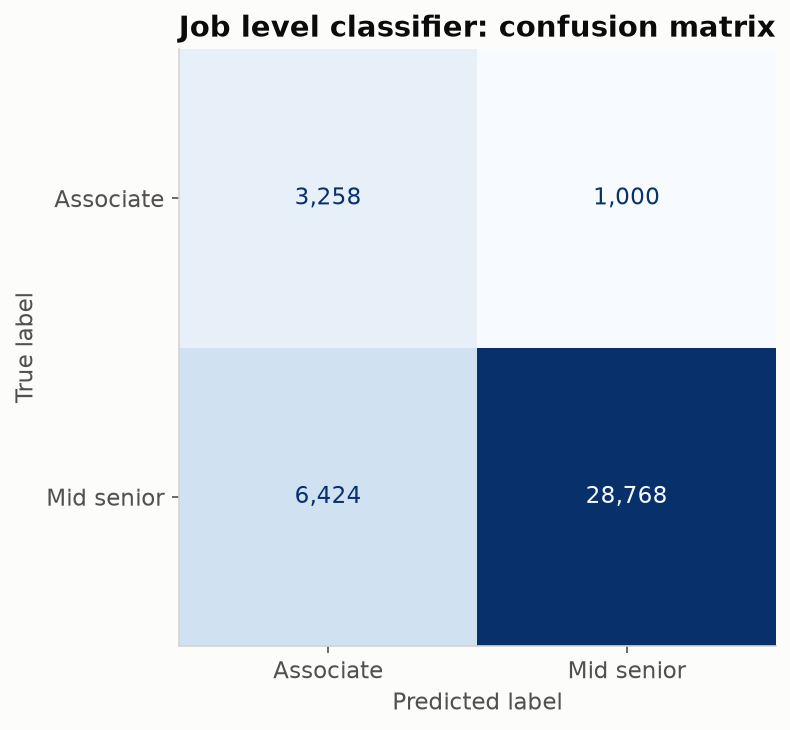 Job level classifier: confusion matrix
Associate
3,258
1,000
True label
Mid senior
6,424
28,768
Associate
Mid senior
Predicted label